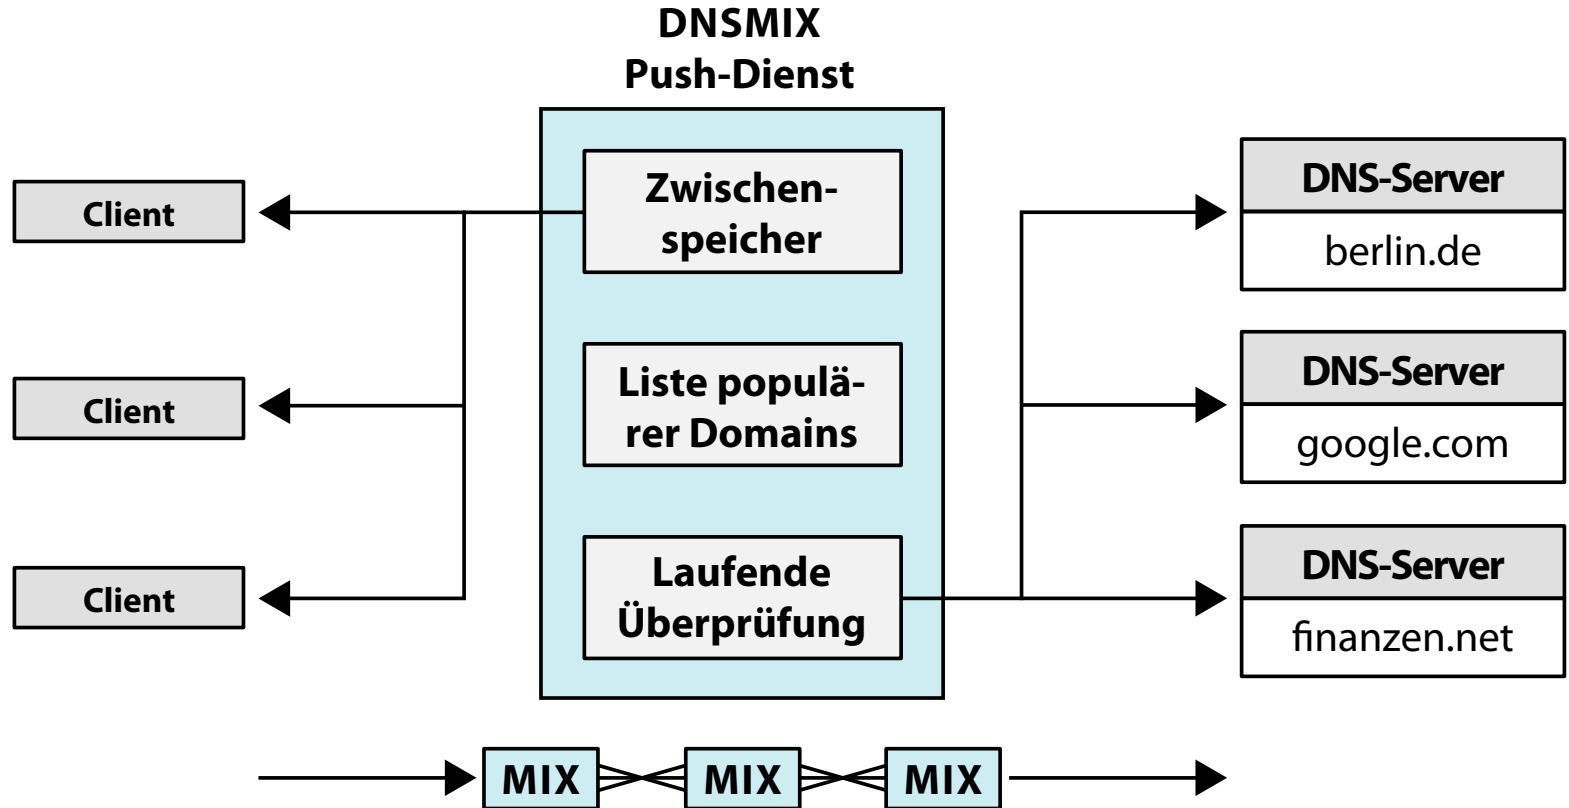 DNSMIX
Push-Dienst
Client
Client
Client
Zwischen-
speicher
Liste populä-
rer Domains
Laufende
Überprüfung
DNS-Server
berlin.de
DNS-Server
google.com
DNS-Server
finanzen.net
MIX MIX MIX